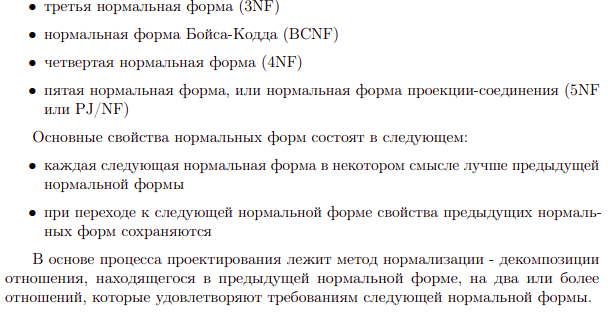 • третья нормальная форма (3NF)
• нормальная форма Бойса-Кодда (BCNF)
• четвертая нормальная форма (4NF)
• пятая нормальная форма, или нормальная форма проекции-соединения (5NF
или PJ/NF)
Основные свойства нормальных форм состоят в следующем:
• каждая следующая нормальная форма в некотором смысле лучше предыдущей
нормальной формы
• при переходе к следующей нормальной форме свойства предыдущих нормаль-
ных форм сохраняются
В основе процесса проектирования лежит метод нормализации - декомпозиции
отношения, находящегося в предыдущей нормальной форме, на два или более
отношений, которые удовлетворяют требованиям следующей нормальной формы.